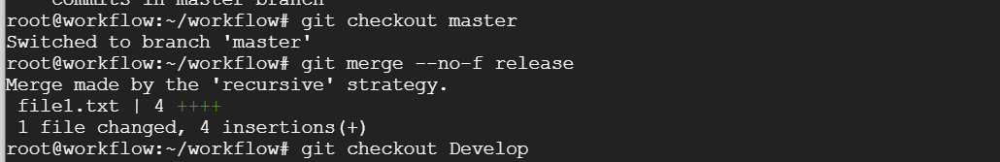 commits in master branch
root@workflow:~/workflow# git checkout master
Switched to branch 'master'
root@workflow:~/workflow# git merge --no-f release
Merge made by the 'recursive' strategy.
file1.txt | 4 ++++
1 file changed, 4 insertions(+)
root@workflow:~/workflow# git checkout Develop